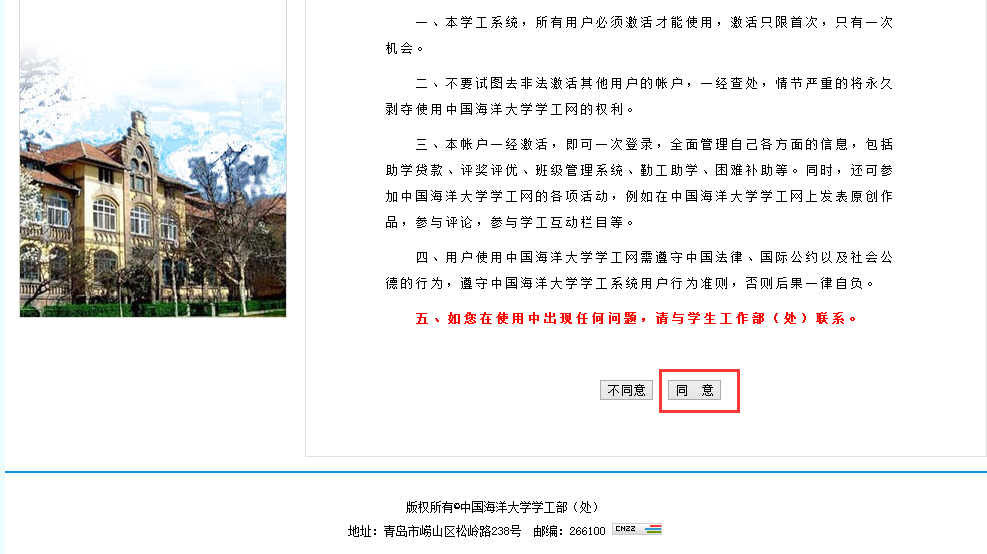 一、本学工系统，所有用户必须激活才能使用，激活只限首次，只有一次
机会。
二、不要试图去非法激活其他用户的帐户，一经查处，情节严重的将永久
剥夺使用中国海洋大学学工网的权利。
三、本帐户一经激活，即可一次登录，全面管理自己各方面的信息，包括
助学贷款、评奖评优、班级管理系统、勤工助学、困难补助等。同时，还可参
加中国海洋大学学工网的各项活动，例如在中国海洋大学学工网上发表原创作
品，参与评论，参与学工互动栏目等。
四、用户使用中国海洋大学学工网需遵守中国法律、国际公约以及社会公
德的行为，遵守中国海洋大学学工系统用户行为准则，否则后果一律自负。
五、如您在使用中出现任何问题，请与学生工作部（处）联系。
不同意 同 意
版权所有©中国海洋大学学工部（处）
地址：青岛市崂山区松岭路238号 邮编：266100 CNZZ